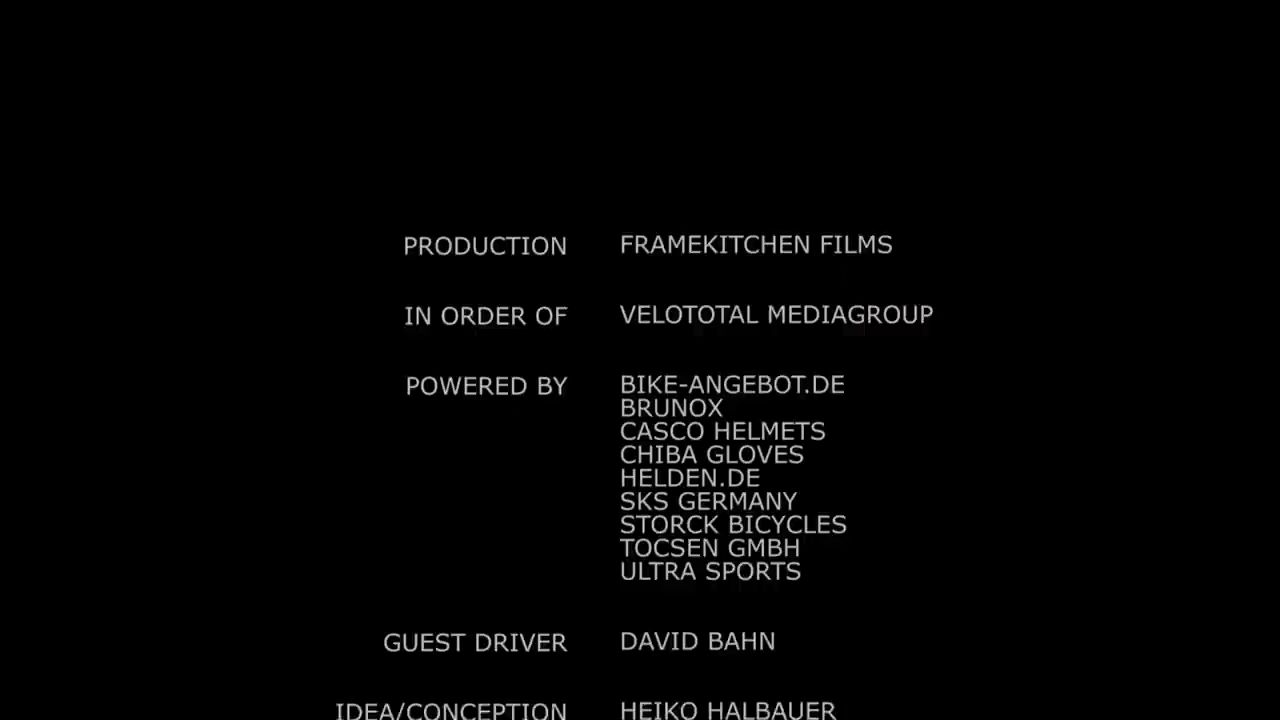 PRODUCTION FRAMEKITCHEN FILMS
IN ORDER OF VELOTOTAL MEDIAGROUP
POWERED BY BIKE-ANGEBOT.DE
BRUNOX
CASCO HELMETS
CHIBA GLOVES
HELDEN.DE
SKS GERMANY
STORCK BICYCLES
TOCSEN GMBH
ULTRA SPORTS
GUEST DRIVER DAVID BAHN
IDEA/CONCEPTION HEIKO HALBAUER